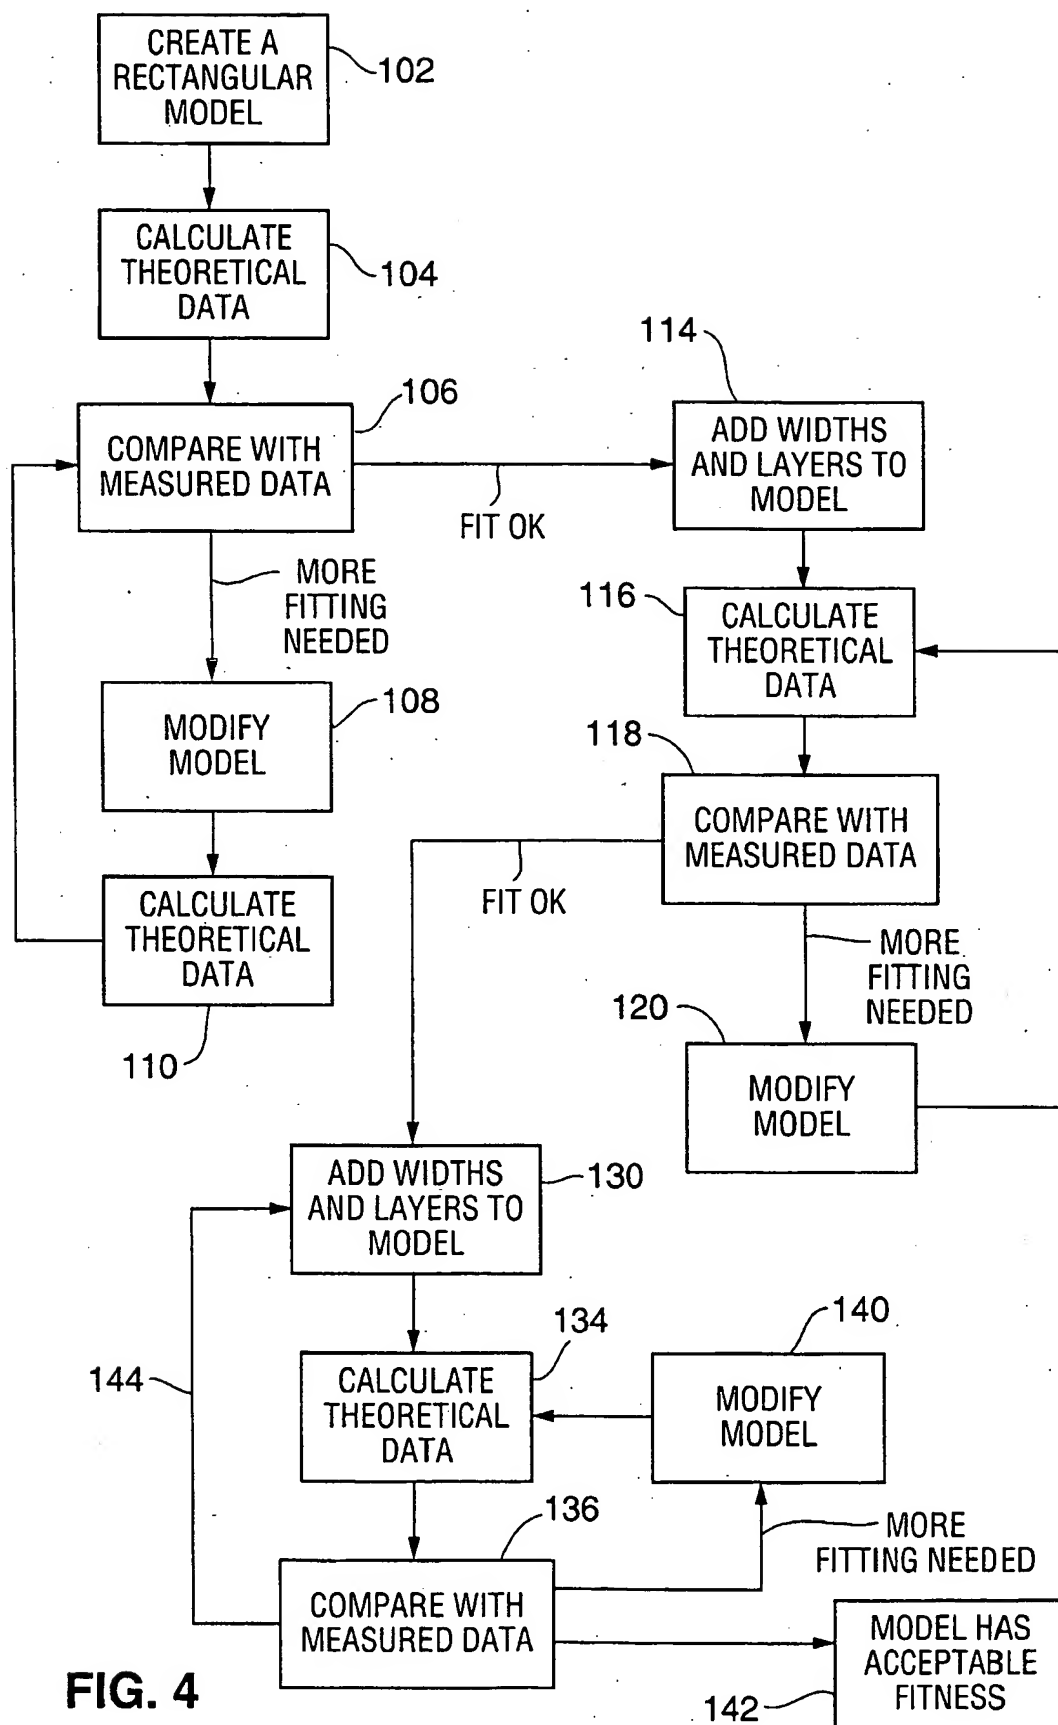 CREATE A
RECTANGULAR
MODEL
102
CALCULATE
THEORETICAL
DATA
104
COMPARE WITH
MEASURED DATA
106
FIT OK
MORE
FITTING
NEEDED
MODIFY
MODEL
108
CALCULATE
THEORETICAL
DATA
110
114
ADD WIDTHS
AND LAYERS TO
MODEL
116
CALCULATE
THEORETICAL
DATA
118
COMPARE WITH
MEASURED DATA
FIT OK
MORE
FITTING
NEEDED
120
MODIFY
MODEL
ADD WIDTHS
AND LAYERS TO
MODEL
130
134
CALCULATE
THEORETICAL
DATA
140
MODIFY
MODEL
144
136
COMPARE WITH
MEASURED DATA
MORE
FITTING NEEDED
MODEL HAS
ACCEPTABLE
FITNESS
142
FIG. 4